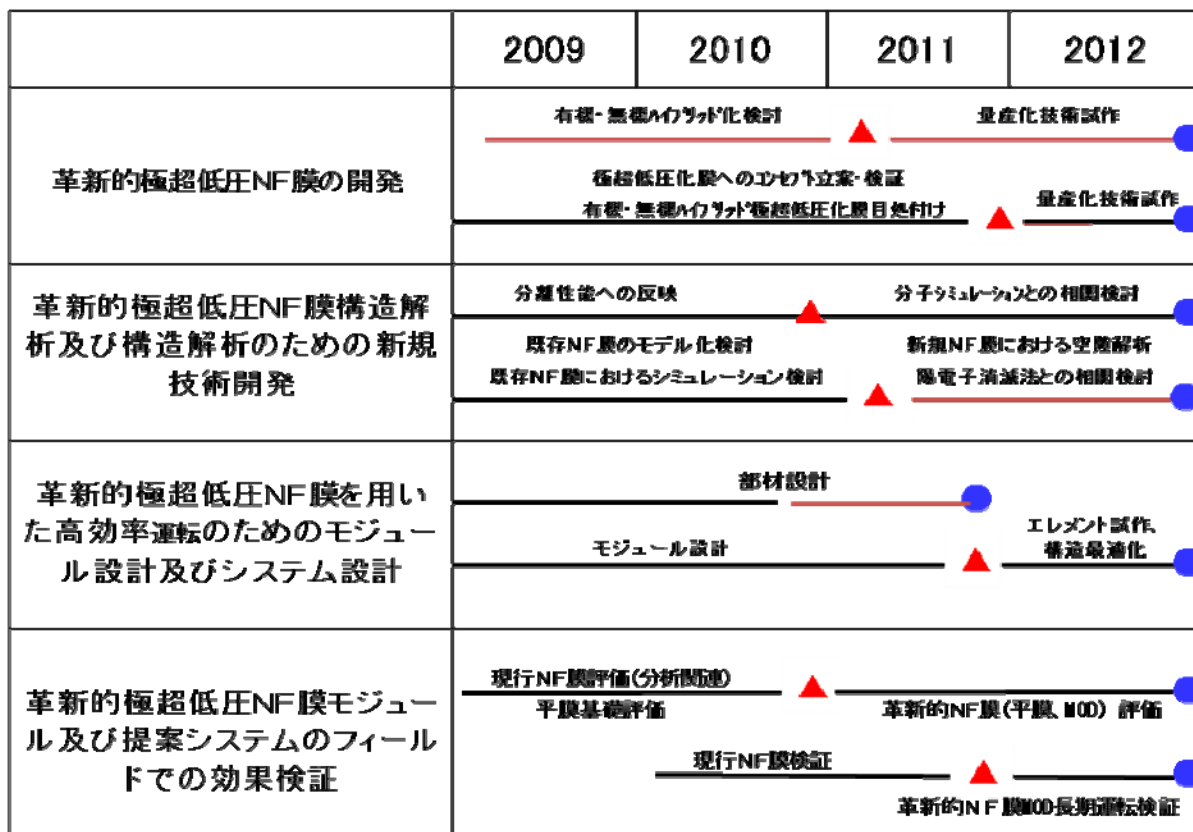 2009 2010 2011 2012
有機・無機ﾊｲﾌﾞﾘｯﾄﾞ化検討 量産化技術試作
革新的極超低圧NF膜の開発
極超低圧化膜へのｺﾝｾﾌﾟﾄ立案・検証
有機・無機ﾊｲﾌﾞﾘｯﾄﾞ極超低圧化膜目処付け 量産化技術試作
革新的極超低圧NF膜構造解
析及び構造解析のための新規
技術開発
分離性能への反映 分子ｼﾐｭﾚｰｼｮﾝとの相関検討
既存NF膜のモデル化検討 新規NF膜における空隙解析
既存NF膜におけるシミュレーション検討 陽電子消滅法との相関検討
革新的極超低圧NF膜を用い
た高効率運転のためのモジュー
ル設計及びシステム設計
部材設計
モジュール設計
エレメント試作、
構造最適化
革新的極超低圧NF膜モジュー
ル及び提案システムのフィール
ドでの効果検証
現行NF膜評価(分析関連)
平膜基礎評価 革新的NF膜(平膜、MOD) 評価
現行NF膜検証
革新的NF膜MOD長期運転検証